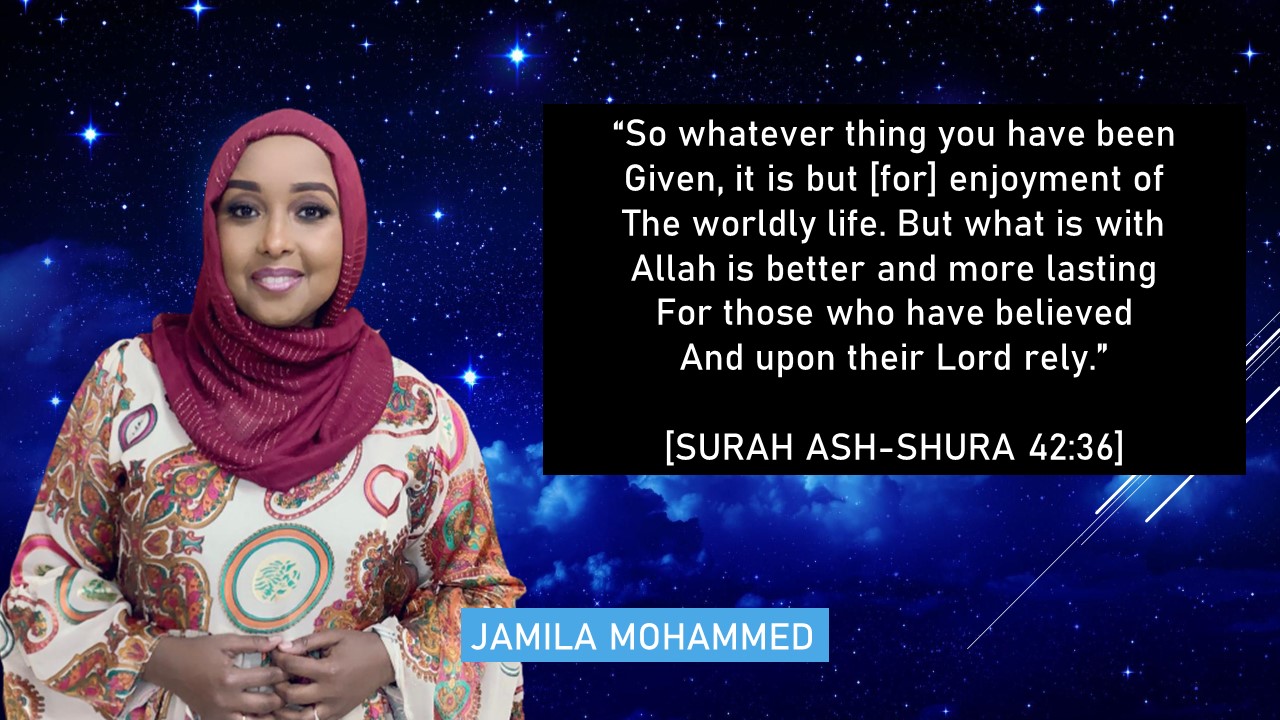 “So whatever thing you have been
Given, it is but [for] enjoyment of
The worldly life. But what is with
Allah is better and more lasting
For those who have believed
And upon their Lord rely.”
[SURAH ASH-SHURA 42:36]
JAMILA MOHAMMED